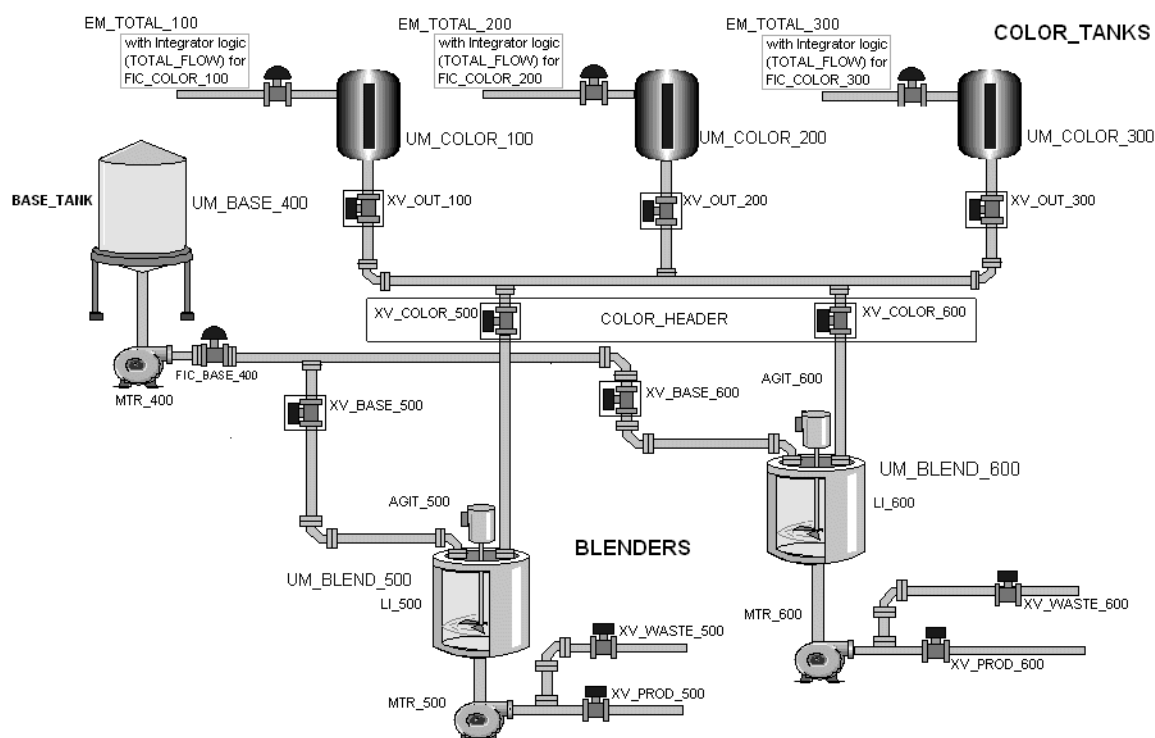 EM_TOTAL_100
with Integrator logic
(TOTAL_FLOW) for
FIC_COLOR_100
EM_TOTAL_200
with Integrator logic
(TOTAL_FLOW) for
FIC_COLOR_200
EM_TOTAL_300
with Integrator logic
(TOTAL_FLOW) for
FIC_COLOR_300
COLOR_TANKS
UM_COLOR_100
UM_COLOR_200
UM_COLOR_300
BASE_TANK
UM_BASE_400
XV_OUT_100
XV_OUT_200
XV_OUT_300
XV_COLOR_500
COLOR_HEADER
XV_COLOR_600
FIC_BASE_400
MTR_400
XV_BASE_500
XV_BASE_600
AGIT_600
UM_BLEND_600
LI_600
AGIT_500
BLENDERS
UM_BLEND_500
LI_500
MTR_600
XV_WASTE_600
XV_PROD_600
XV_WASTE_500
MTR_500
XV_PROD_500